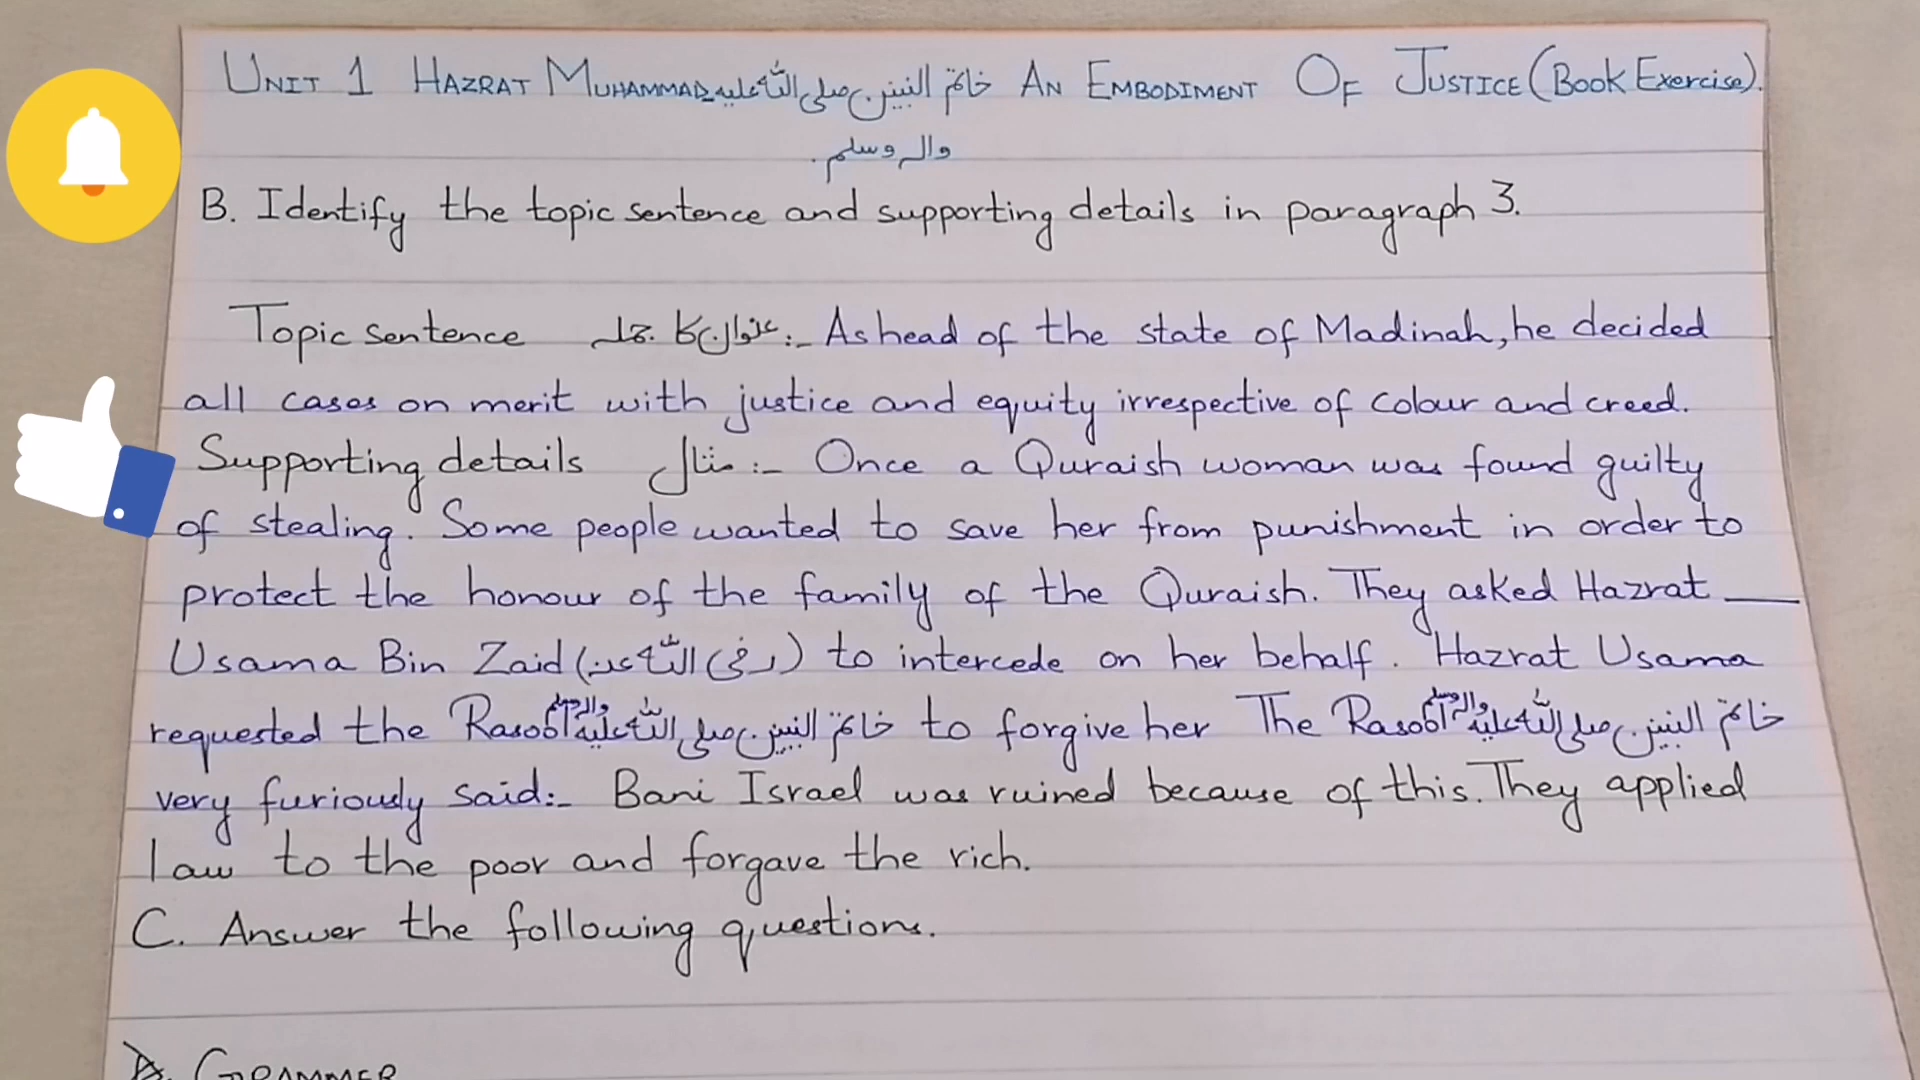 UNIT 1 HAZRAT MUHAMMAD خاتم النبین صلی اللہ علیہ AN EMBODIMENT OF JUSTICE (Book Exercise).
والہ وسلم.
B. Identify the topic sentence and supporting details in paragraph 3.
Topic sentence عنوان کا جملہ :- As head of the state of Madinah, he decided
all cases on merit with justice and equity irrespective of colour and creed.
Supporting details مثال :- Once a Quraish woman was found guilty
of stealing. Some people wanted to save her from punishment in order to
protect the honour of the family of the Quraish. They asked Hazrat
Usama Bin Zaid (رضی اللہ عنہ) to intercede on her behalf. Hazrat Usama
requested the Rasool خاتم النبین صلی اللہ علیہ والہ وسلم to forgive her The Rasool خاتم النبین صلی اللہ علیہ والہ وسلم
very furiously said:- Bani Israel was ruined because of this. They applied
law to the poor and forgave the rich.
C. Answer the following questions.
GRAMMER